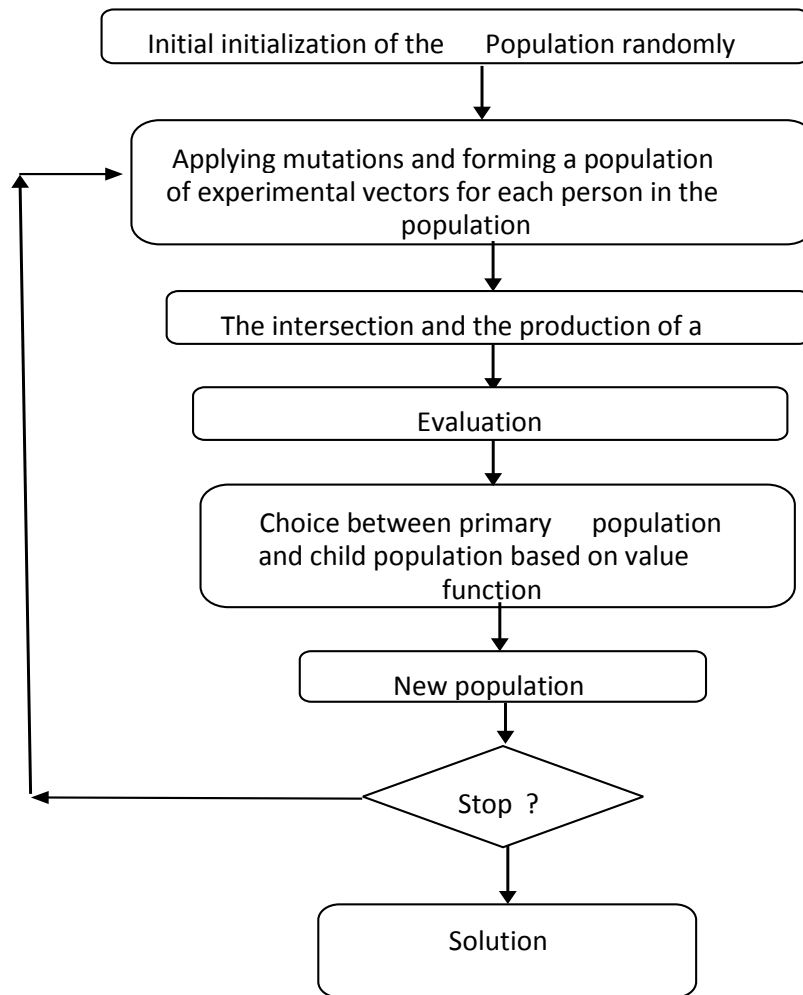 Initial initialization of the Population randomly
Applying mutations and forming a population
of experimental vectors for each person in the
population
The intersection and the production of a
Evaluation
Choice between primary population
and child population based on value
function
New population
Stop ?
Solution